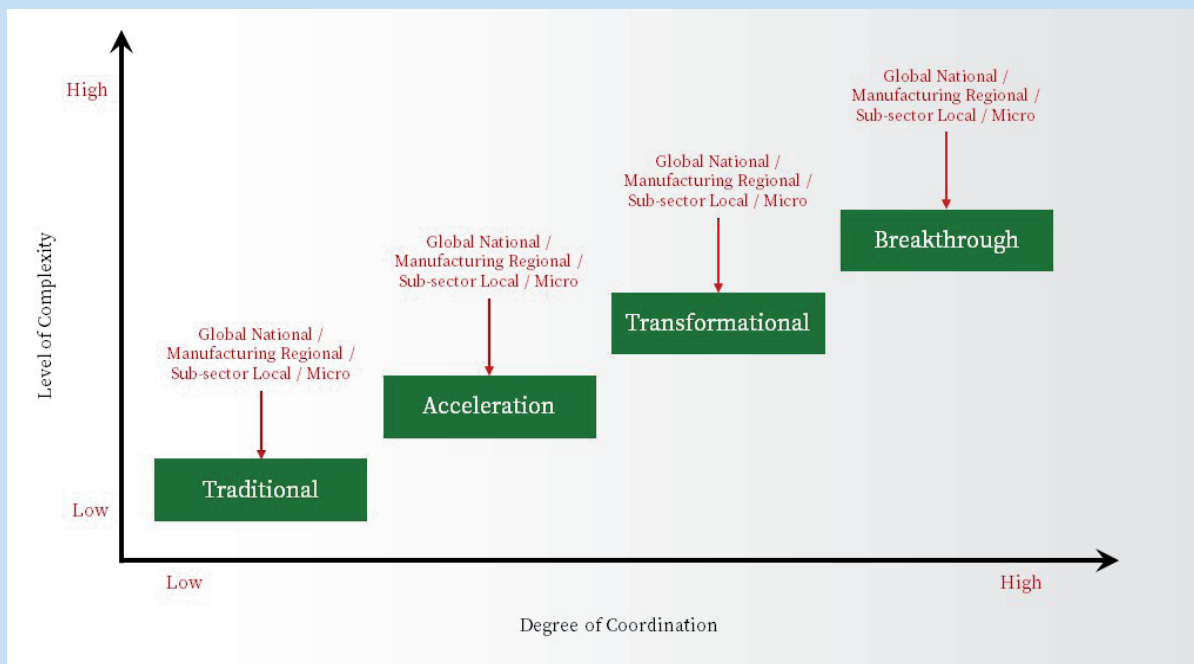 High
Global National /
Manufacturing Regional /
Sub-sector Local / Micro
Breakthrough
Global National /
Manufacturing Regional /
Sub-sector Local / Micro
Transformational
Global National /
Manufacturing Regional /
Sub-sector Local / Micro
Acceleration
Global National /
Manufacturing Regional /
Sub-sector Local / Micro
Traditional
Level of Complexity
Low
Low
High
Degree of Coordination